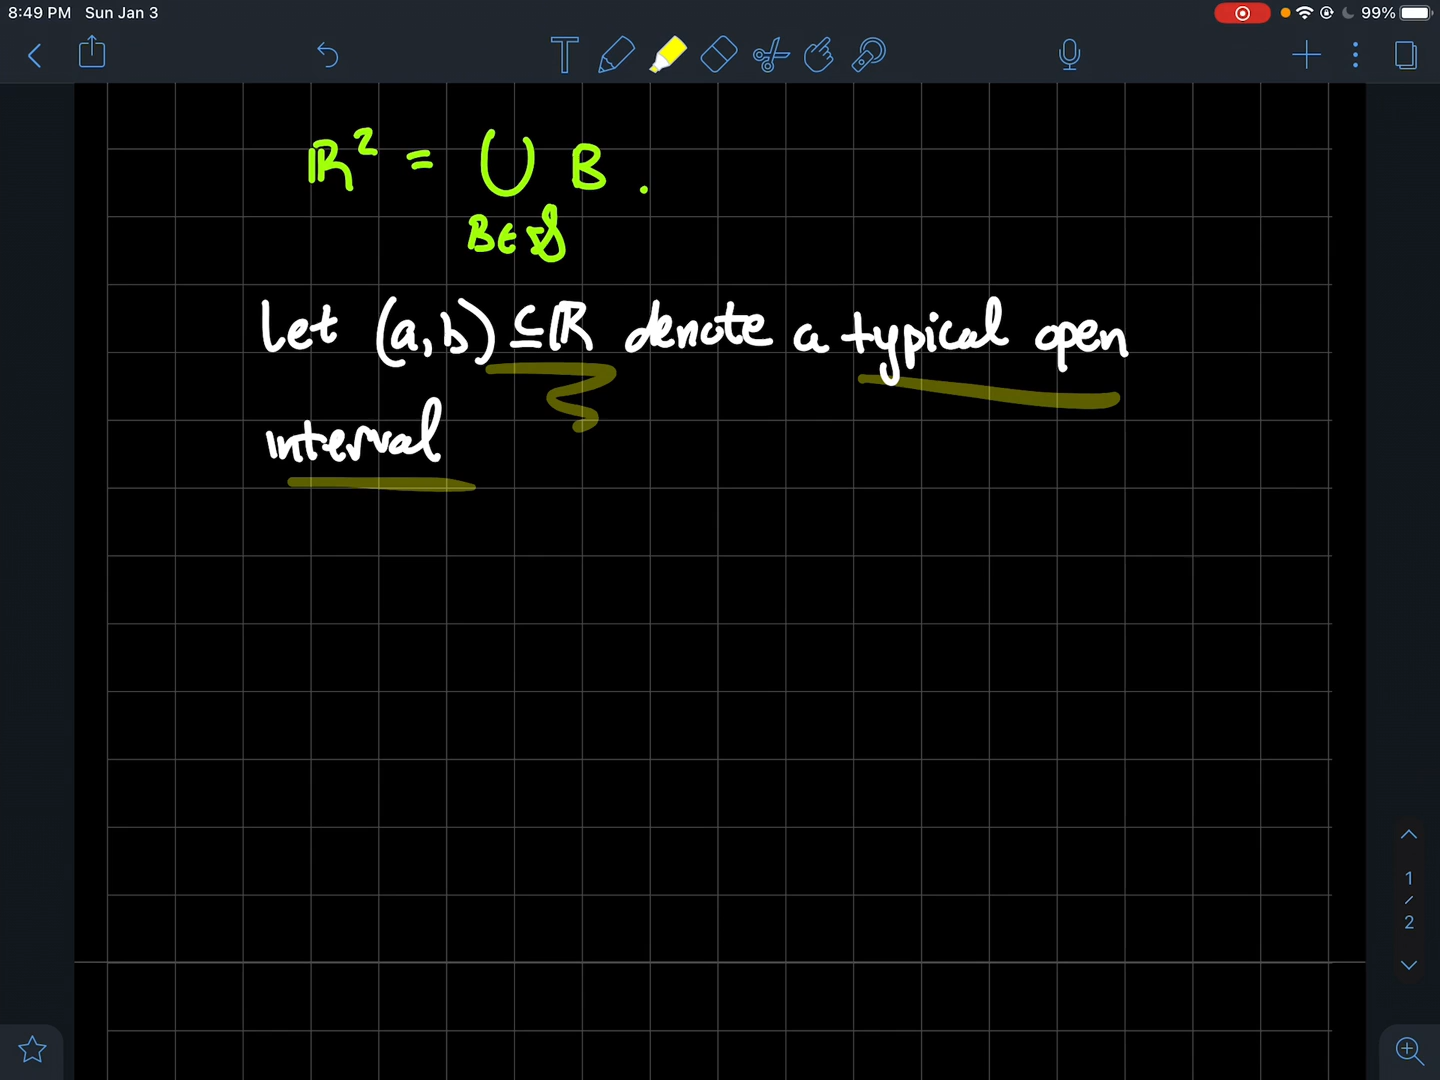 8:49 PM Sun Jan 3 99%
ℝ² = ⋃ B .
B∈𝒮
Let (a,b) ⊆ ℝ denote a typical open
interval
1
/
2